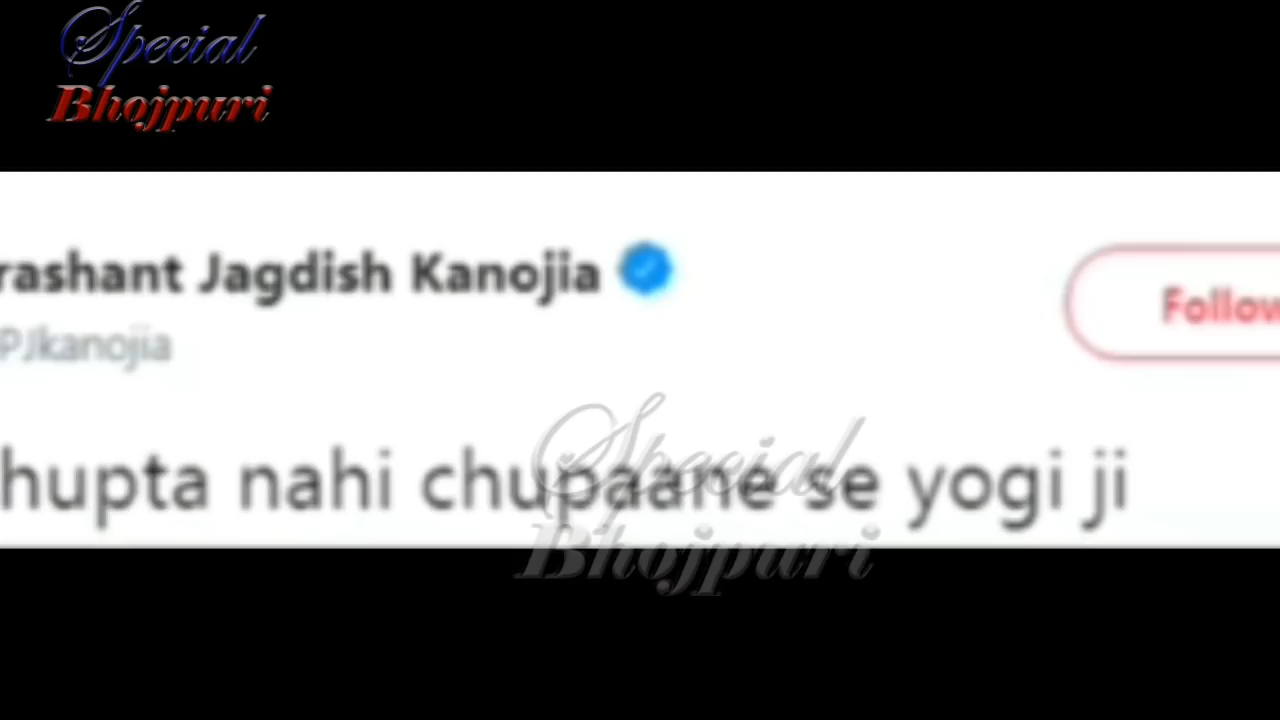 Special
Bhojpuri
rashant Jagdish Kanojia
PJkanojia
Follow
hupta nahi chupaane se yogi ji
Special
Bhojpuri